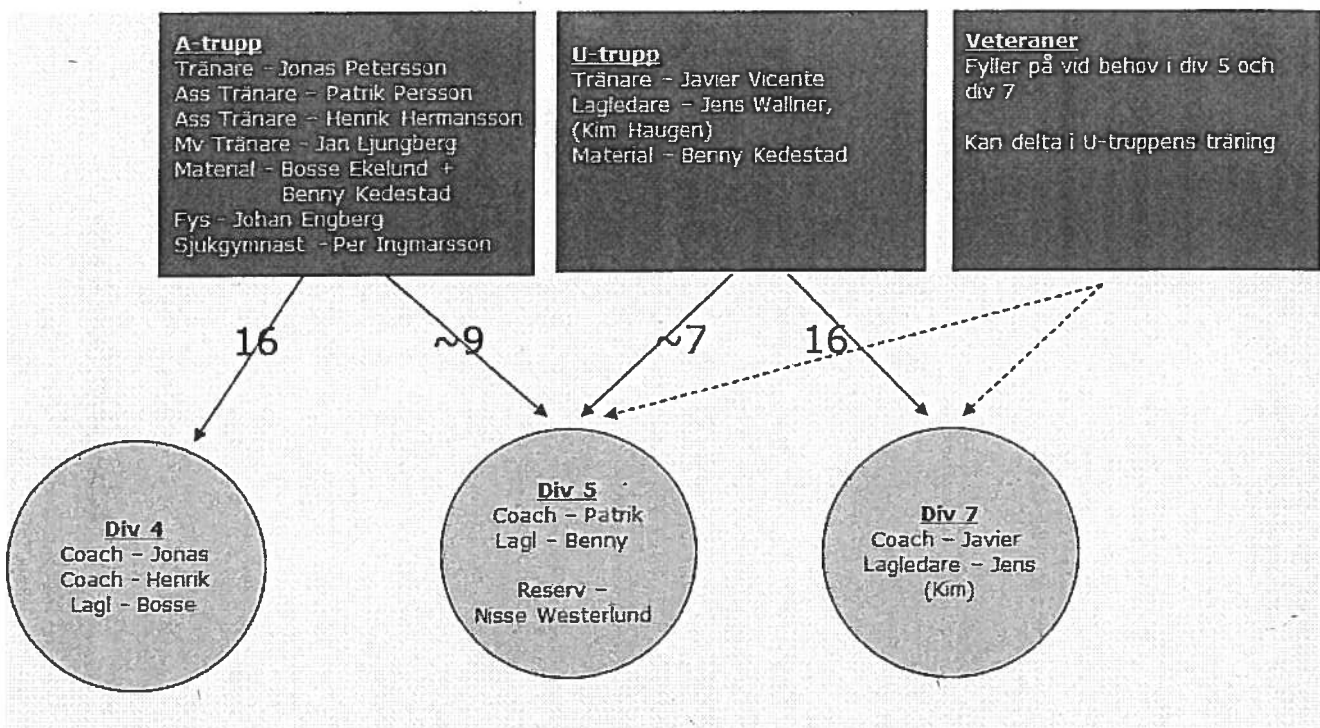 A-trupp
Tränare – Jonas Petersson
Ass Tränare – Patrik Persson
Ass Tränare – Henrik Hermansson
Mv Tränare – Jan Ljungberg
Material – Bosse Ekelund +
Benny Kedestad
Fys – Johan Engberg
Sjukgymnast – Per Ingmarsson
U-trupp
Tränare – Javier Vicente
Lagledare – Jens Wallner,
(Kim Haugen)
Material – Benny Kedestad
Veteraner
Fyller på vid behov i div 5 och
div 7
Kan delta i U-truppens träning
16
~9
~7
16
Div 4
Coach – Jonas
Coach – Henrik
Lagl – Bosse
Div 5
Coach – Patrik
Lagl – Benny
Reserv –
Nisse Westerlund
Div 7
Coach – Javier
Lagledare – Jens
(Kim)